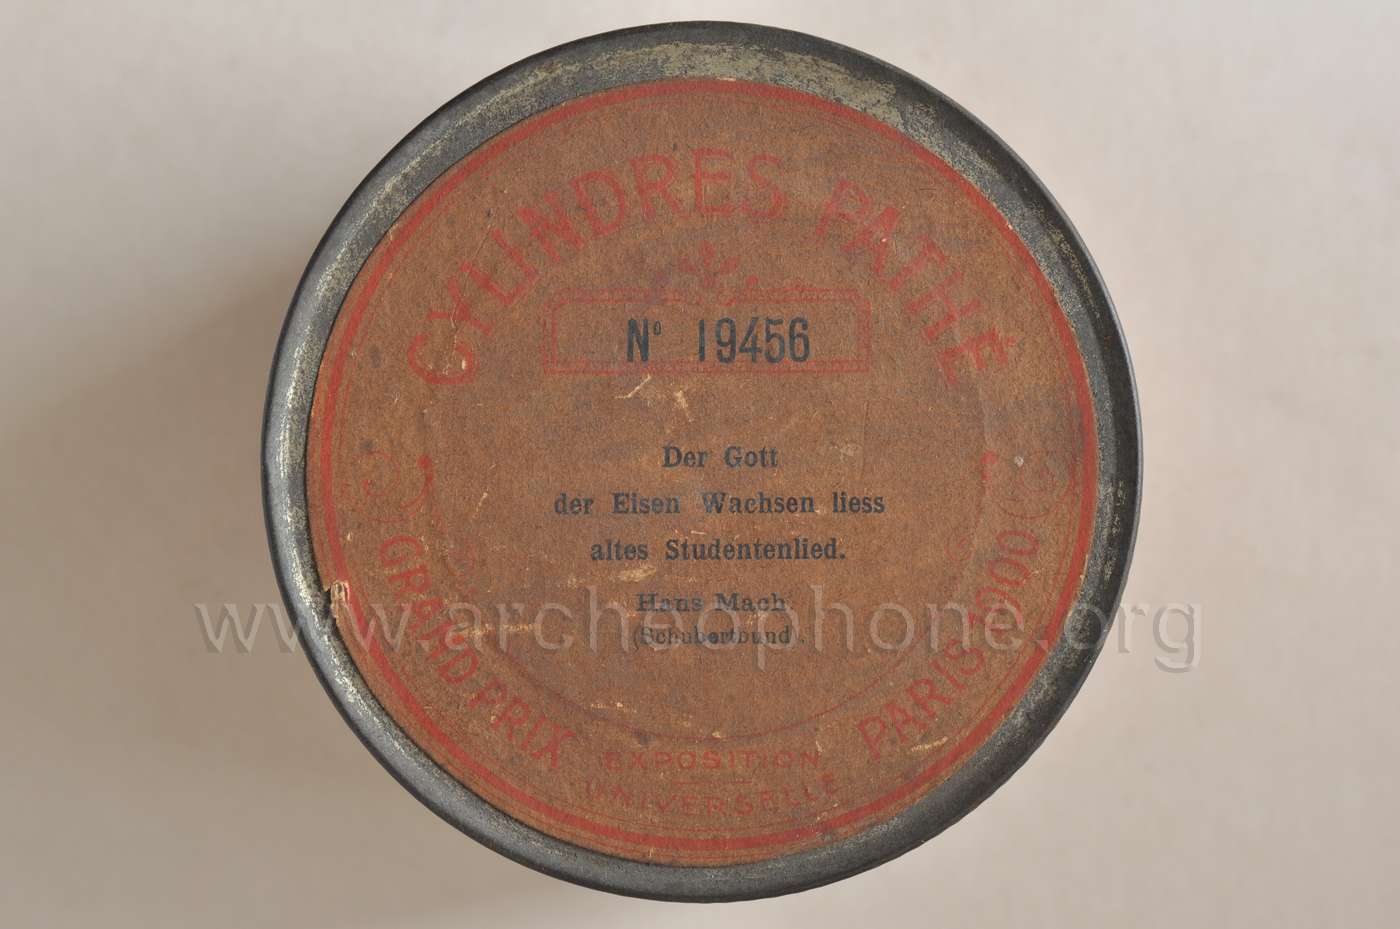 CYLINDRES PATHE
N° 19456
Der Gott
der Eisen Wachsen liess
altes Studentenlied.
Hans Mach.
(Schubertbund).
GRAND PRIX
EXPOSITION
UNIVERSELLE
PARIS 1900
www.archeophone.org